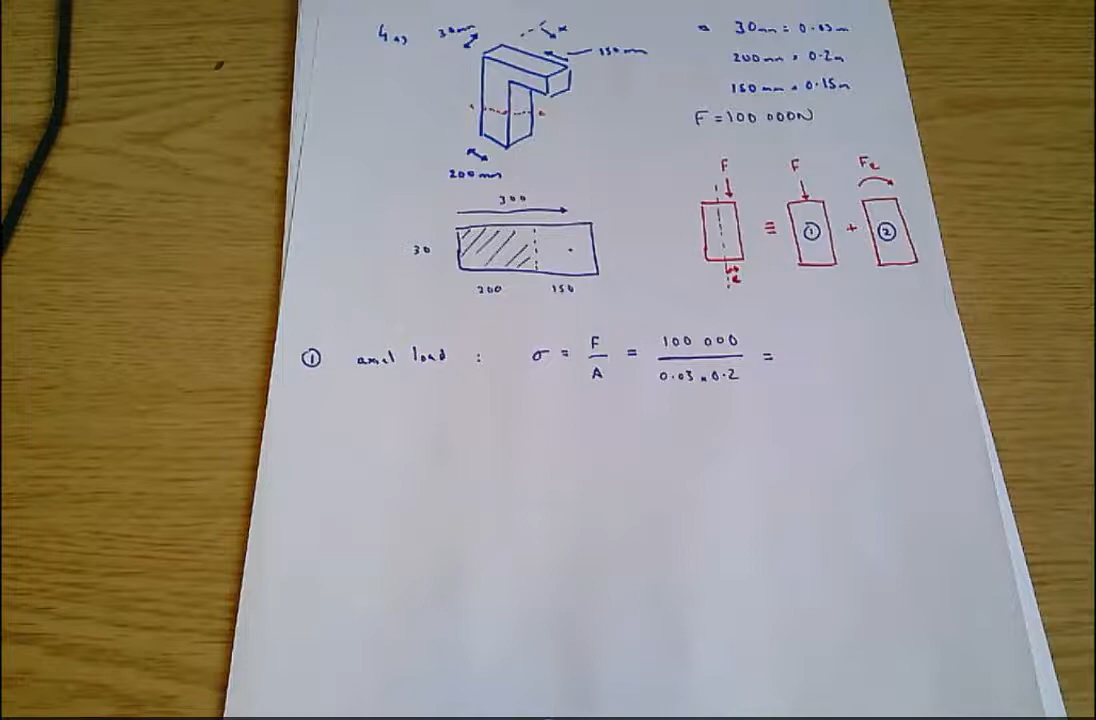 4 a)
30mm
x
150mm
200mm
30mm = 0.03m
200mm = 0.2m
150mm = 0.15m
F = 100 000N
300
30
200 150
F F Fe
≡ ① + ②
e
① axial load : σ = F/A = 100 000 / 0.03 x 0.2 =